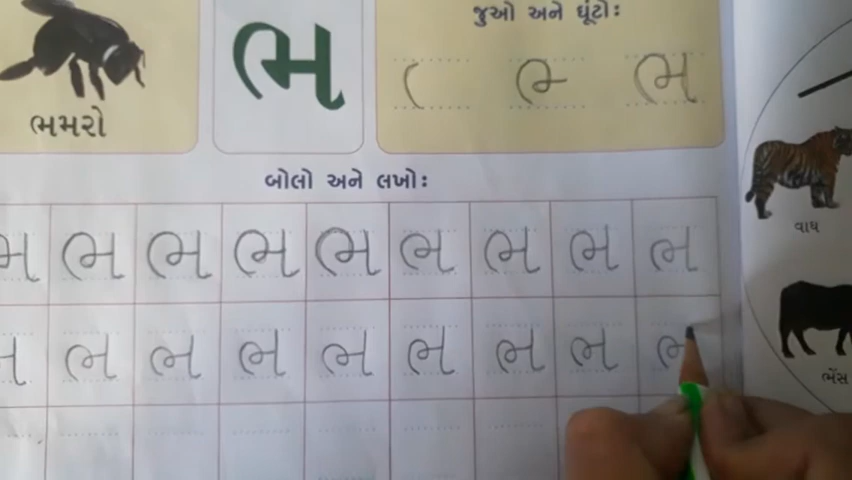 જુઓ અને ઘૂંટો:
ભ
ભ
ભમરો
બોલો અને લખો:
ભ ભ ભ ભ ભ ભ ભ ભ ભ
ભ ભ ભ ભ ભ ભ ભ ભ
વાઘ
ભેંસ